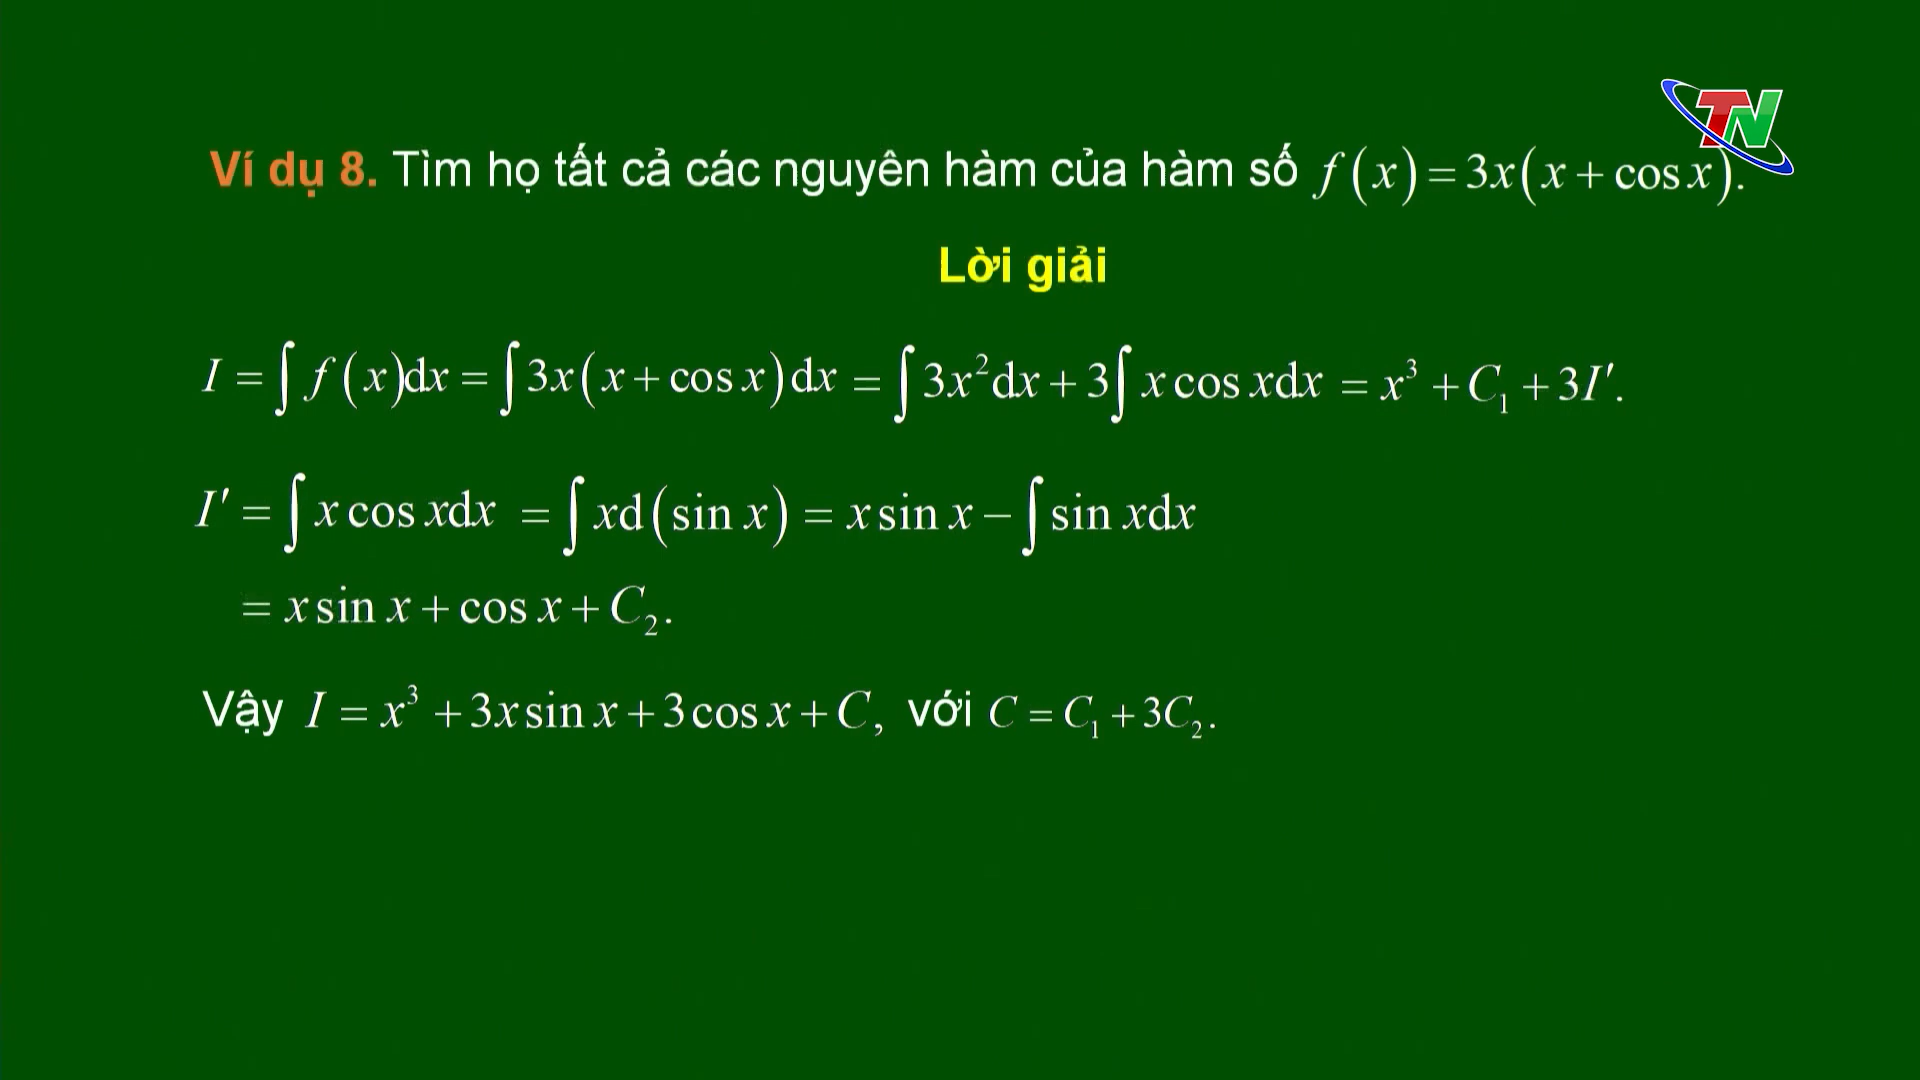 TN
Ví dụ 8. Tìm họ tất cả các nguyên hàm của hàm số f(x) = 3x(x + cos x).
Lời giải
I = ∫ f(x)dx = ∫ 3x(x + cos x)dx = ∫ 3x²dx + 3∫ x cos xdx = x³ + C₁ + 3I′.
I′ = ∫ x cos xdx = ∫ xd(sin x) = x sin x − ∫ sin xdx
= x sin x + cos x + C₂.
Vậy I = x³ + 3x sin x + 3cos x + C, với C = C₁ + 3C₂.